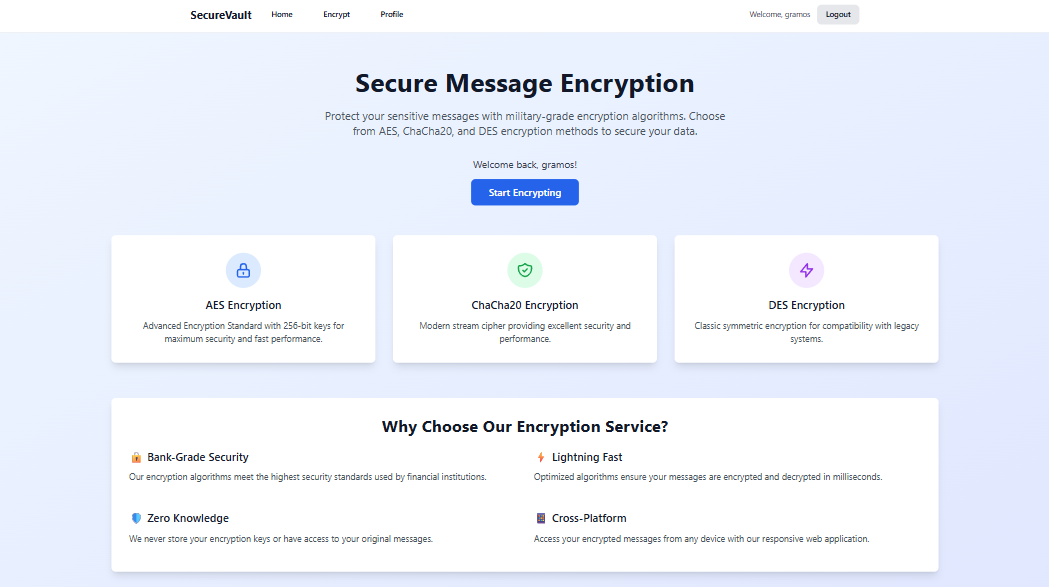 SecureVault Home Encrypt Profile Welcome, gramos Logout
Secure Message Encryption
Protect your sensitive messages with military-grade encryption algorithms. Choose
from AES, ChaCha20, and DES encryption methods to secure your data.
Welcome back, gramos!
Start Encrypting
AES Encryption
Advanced Encryption Standard with 256-bit keys for
maximum security and fast performance.
ChaCha20 Encryption
Modern stream cipher providing excellent security and
performance.
DES Encryption
Classic symmetric encryption for compatibility with legacy
systems.
Why Choose Our Encryption Service?
Bank-Grade Security
Our encryption algorithms meet the highest security standards used by financial institutions.
Lightning Fast
Optimized algorithms ensure your messages are encrypted and decrypted in milliseconds.
Zero Knowledge
We never store your encryption keys or have access to your original messages.
Cross-Platform
Access your encrypted messages from any device with our responsive web application.